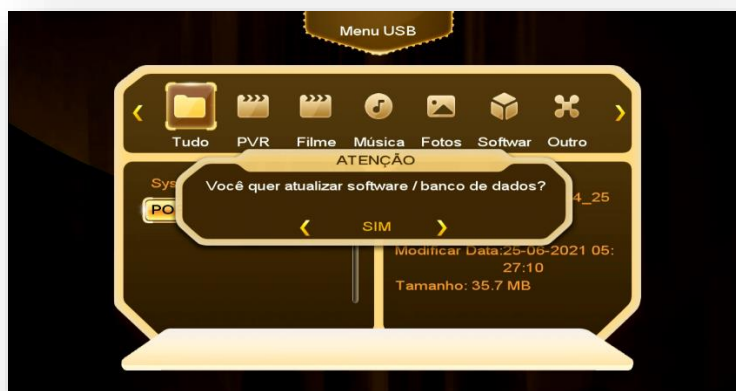 Menu USB
Tudo PVR Filme Música Fotos Softwar Outro
ATENÇÃO
Você quer atualizar software / banco de dados?
SIM
Modificar Data:25-06-2021 05:
27:10
Tamanho: 35.7 MB